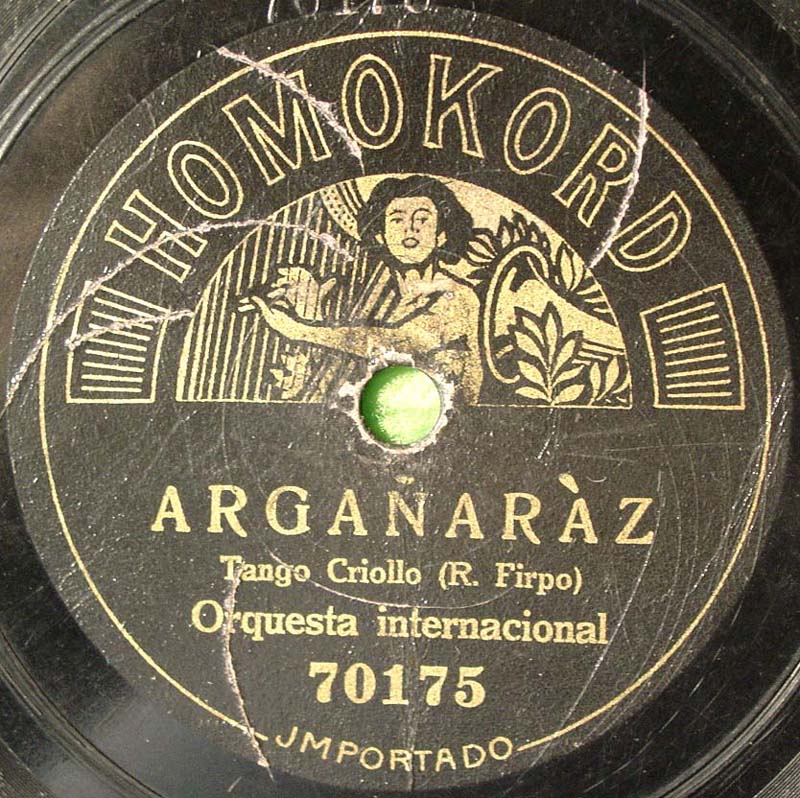 HOMOKORD
ARGAÑARÀZ
Tango Criollo (R. Firpo)
Orquesta internacional
70175
JMPORTADO